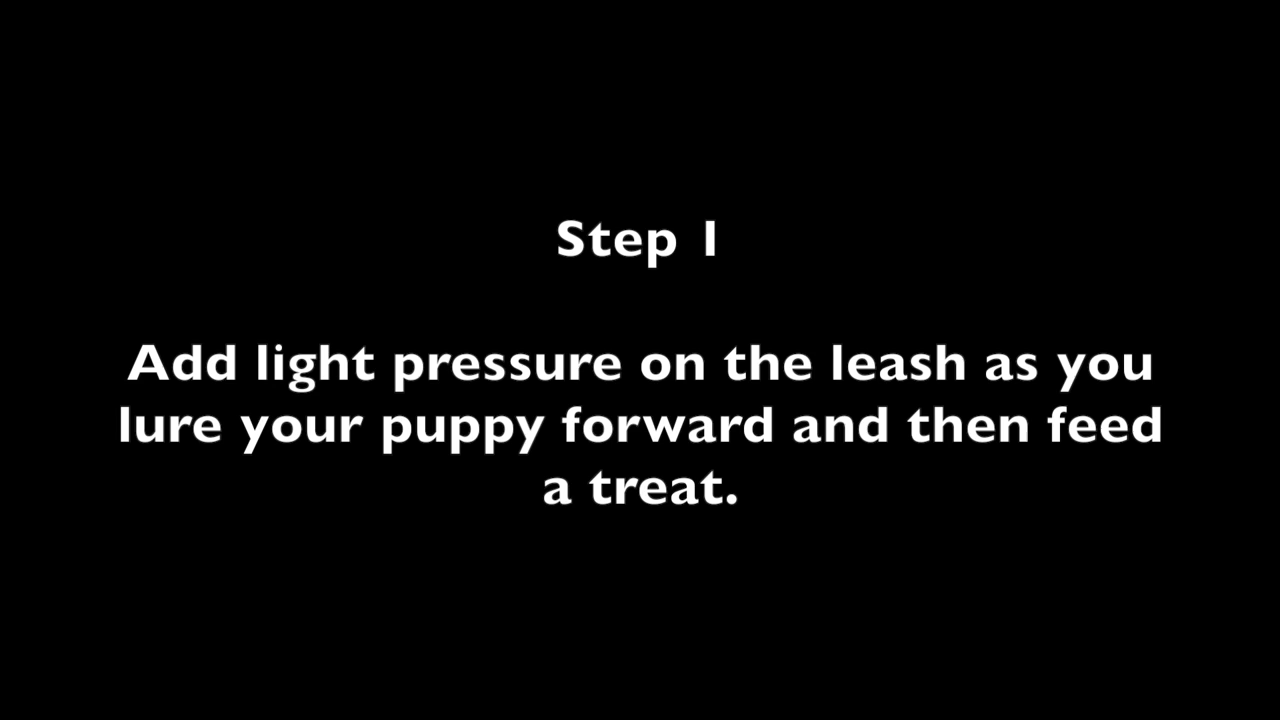 Step 1
Add light pressure on the leash as you
lure your puppy forward and then feed
a treat.